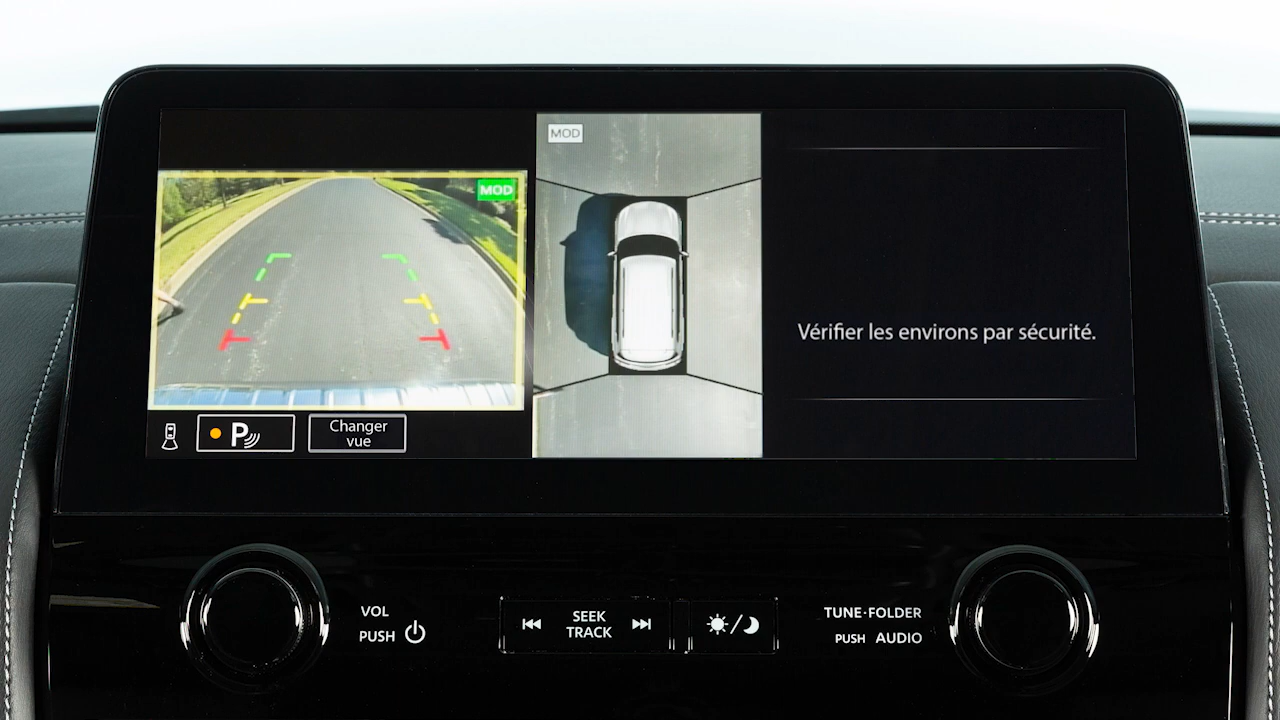 MOD
MOD
Vérifier les environs par sécurité.
P
Changer
vue
VOL
PUSH
SEEK
TRACK
TUNE·FOLDER
PUSH AUDIO